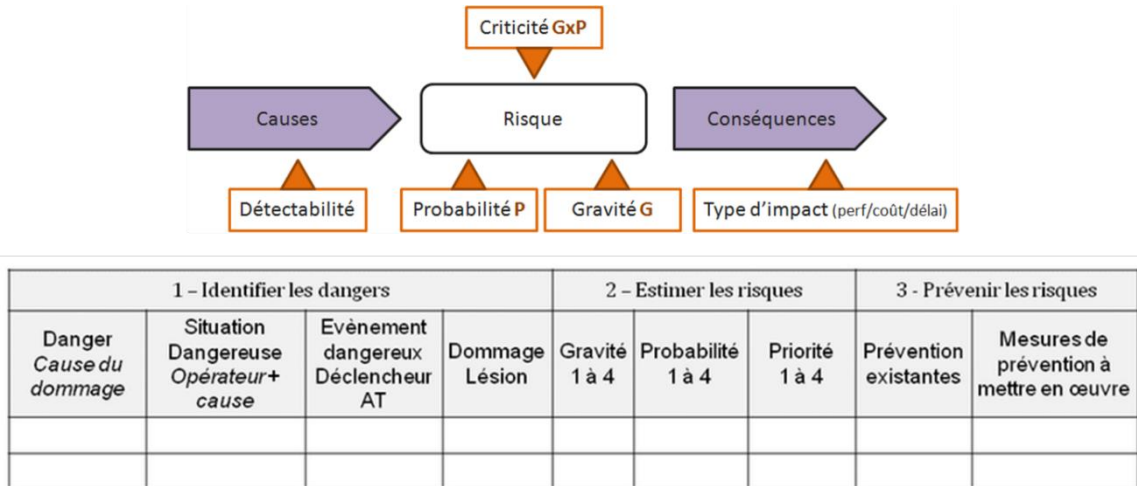 Criticité GxP
Causes
Risque
Conséquences
Détectabilité
Probabilité P
Gravité G
Type d'impact (perf/coût/délai)
1 – Identifier les dangers
2 – Estimer les risques
3 - Prévenir les risques
Danger
Cause du
dommage
Situation
Dangereuse
Opérateur+
cause
Evènement
dangereux
Déclencheur
AT
Dommage
Lésion
Gravité
1 à 4
Probabilité
1 à 4
Priorité
1 à 4
Prévention
existantes
Mesures de
prévention à
mettre en œuvre